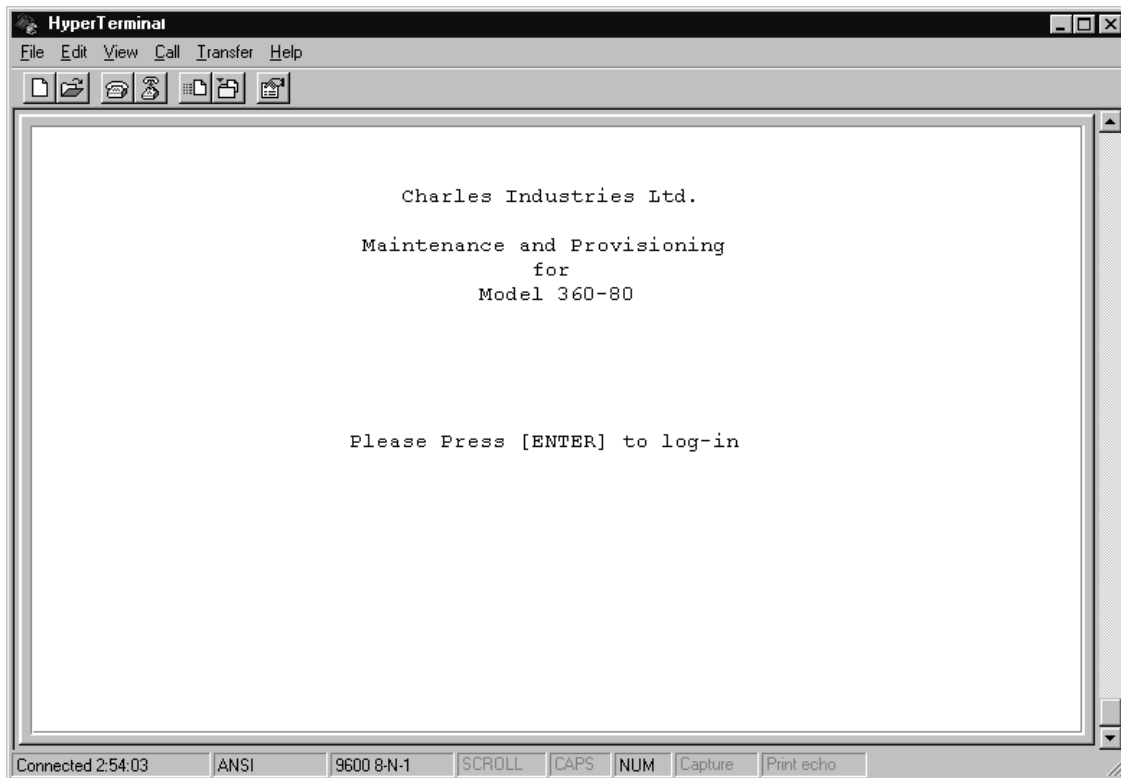 HyperTerminal
File Edit View Call Transfer Help
Charles Industries Ltd.
Maintenance and Provisioning
for
Model 360-80
Please Press [ENTER] to log-in
Connected 2:54:03 ANSI 9600 8-N-1 SCROLL CAPS NUM Capture Print echo